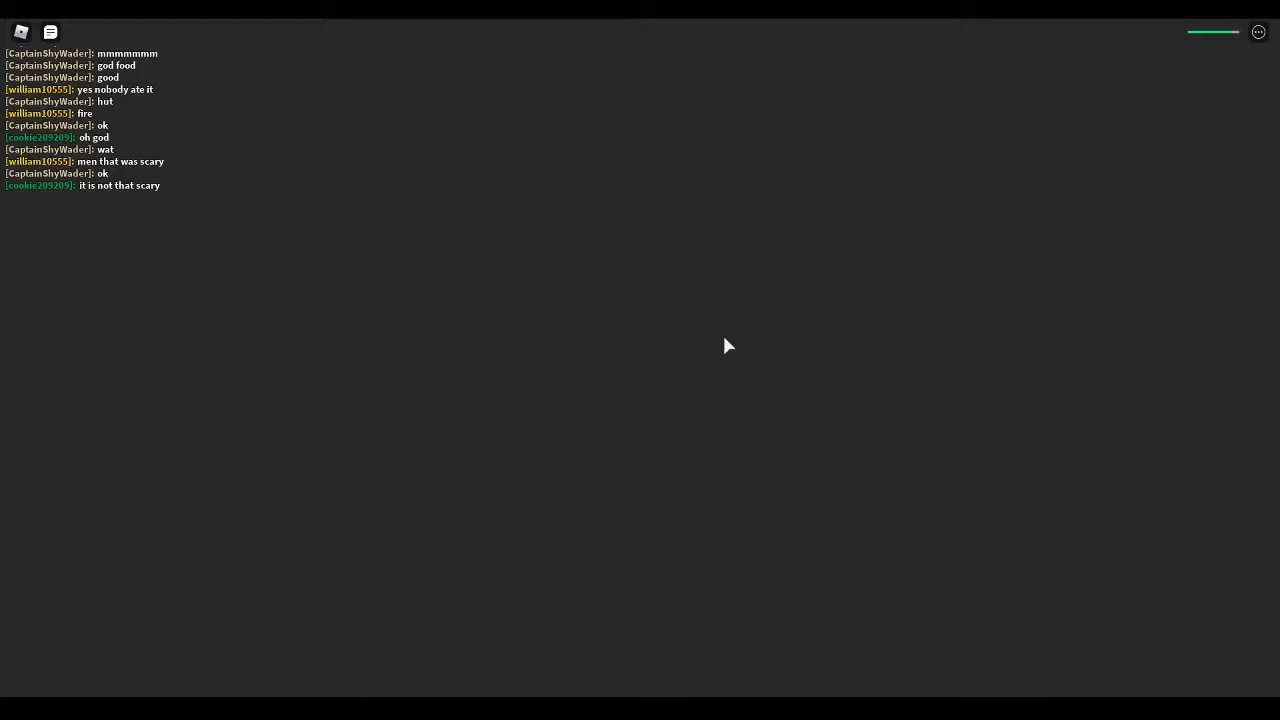 [CaptainShyWader]: mmmmmmm
[CaptainShyWader]: god food
[CaptainShyWader]: good
[william10555]: yes nobody ate it
[CaptainShyWader]: hut
[william10555]: fire
[CaptainShyWader]: ok
[cookie209209]: oh god
[CaptainShyWader]: wat
[william10555]: men that was scary
[CaptainShyWader]: ok
[cookie209209]: it is not that scary